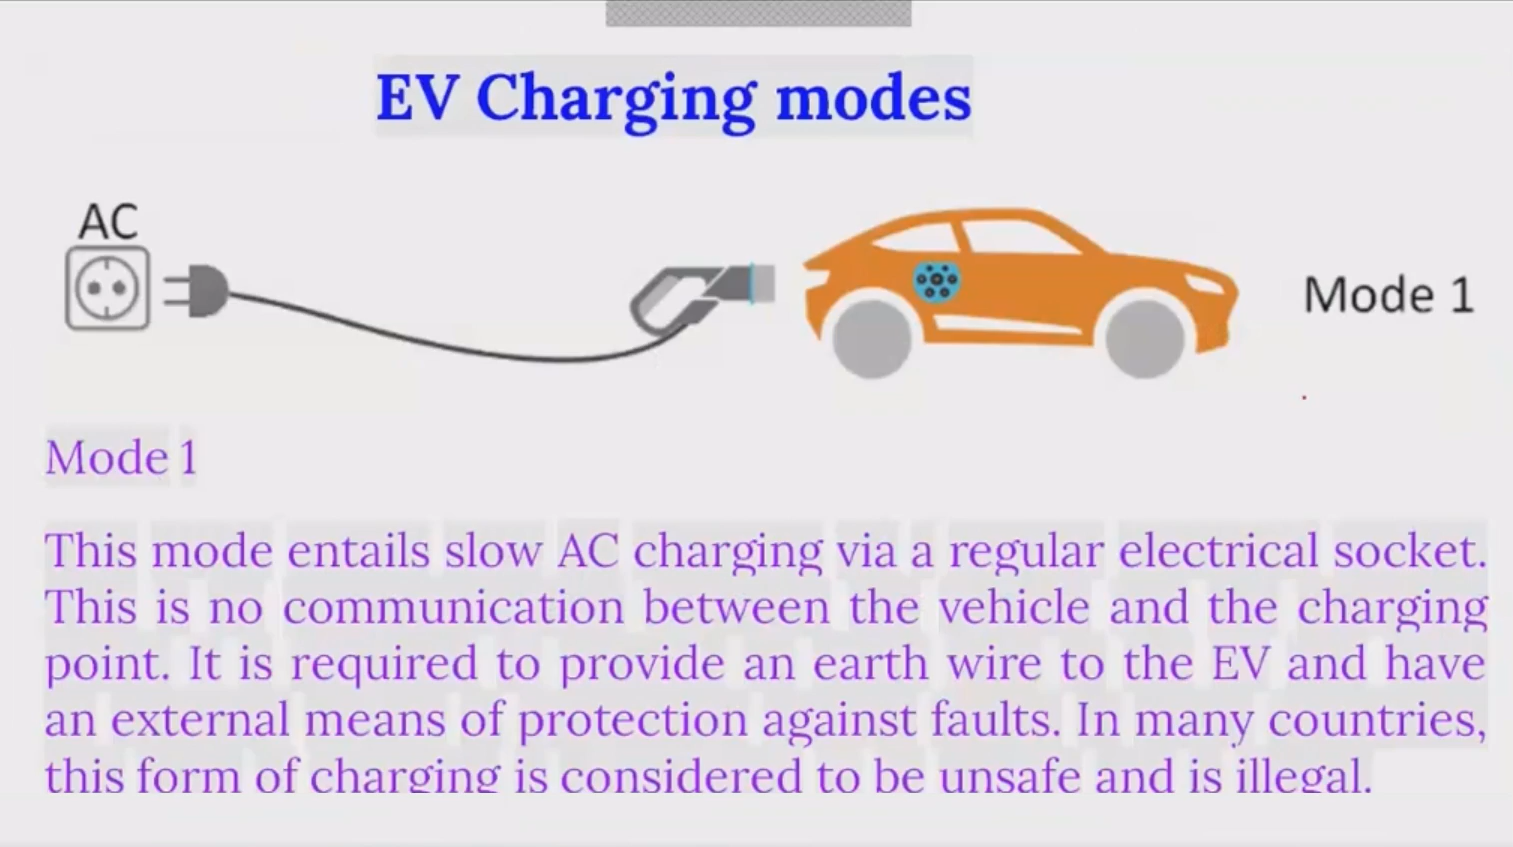 EV Charging modes
AC
Mode 1
Mode 1
This mode entails slow AC charging via a regular electrical socket.
This is no communication between the vehicle and the charging
point. It is required to provide an earth wire to the EV and have
an external means of protection against faults. In many countries,
this form of charging is considered to be unsafe and is illegal.